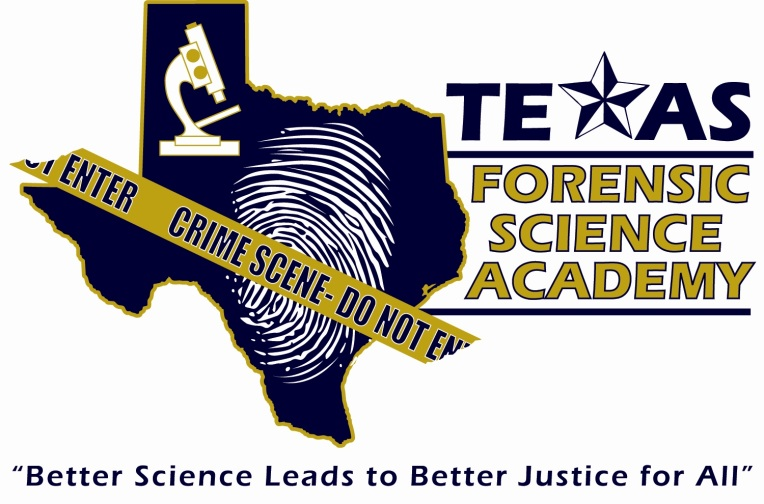 TEXAS
FORENSIC
SCIENCE
ACADEMY
ENTER CRIME SCENE- DO NOT
“Better Science Leads to Better Justice for All”